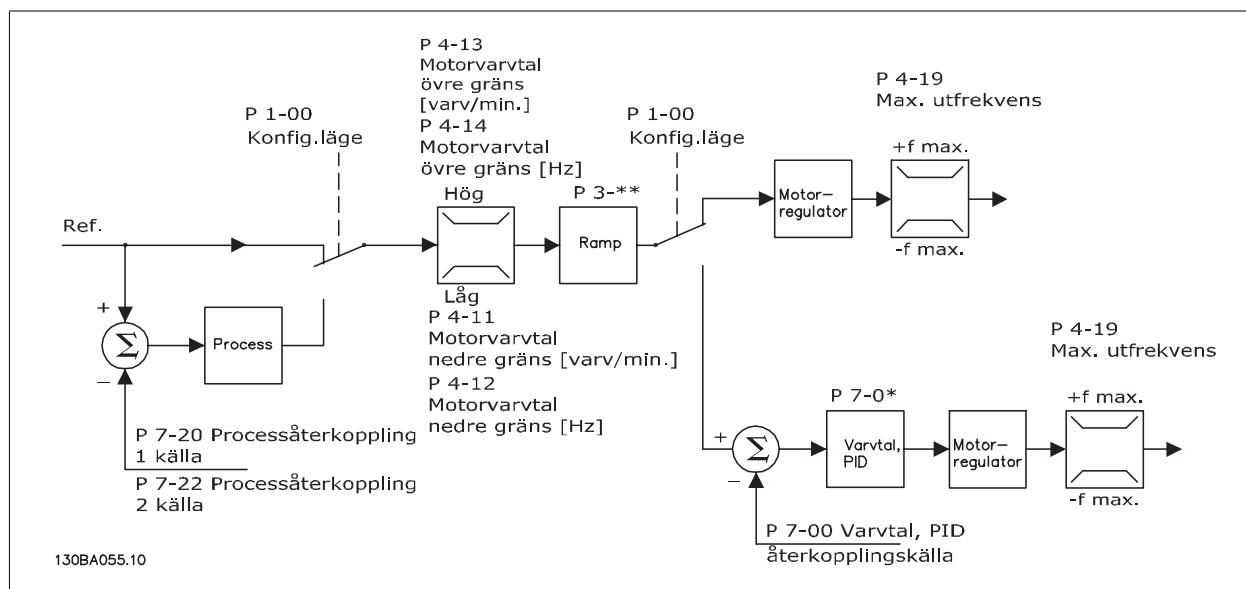 P 4-13
Motorvarvtal
övre gräns
[varv/min.]
P 4-14
Motorvarvtal
övre gräns [Hz]
P 1-00
Konfig.läge
P 1-00
Konfig.läge
P 4-19
Max. utfrekvens
Hög
P 3-**
+f max.
Ref.
Ramp
Motor-
regulator
-f max.
Låg
P 4-11
Motorvarvtal
nedre gräns [varv/min.]
P 4-12
Motorvarvtal
nedre gräns [Hz]
+
Σ
−
Process
P 7-20 Processåterkoppling
1 källa
P 7-22 Processåterkoppling
2 källa
P 4-19
Max. utfrekvens
P 7-0*
+f max.
+
Σ
−
Varvtal,
PID
Motor-
regulator
-f max.
P 7-00 Varvtal, PID
återkopplingskälla
130BA055.10